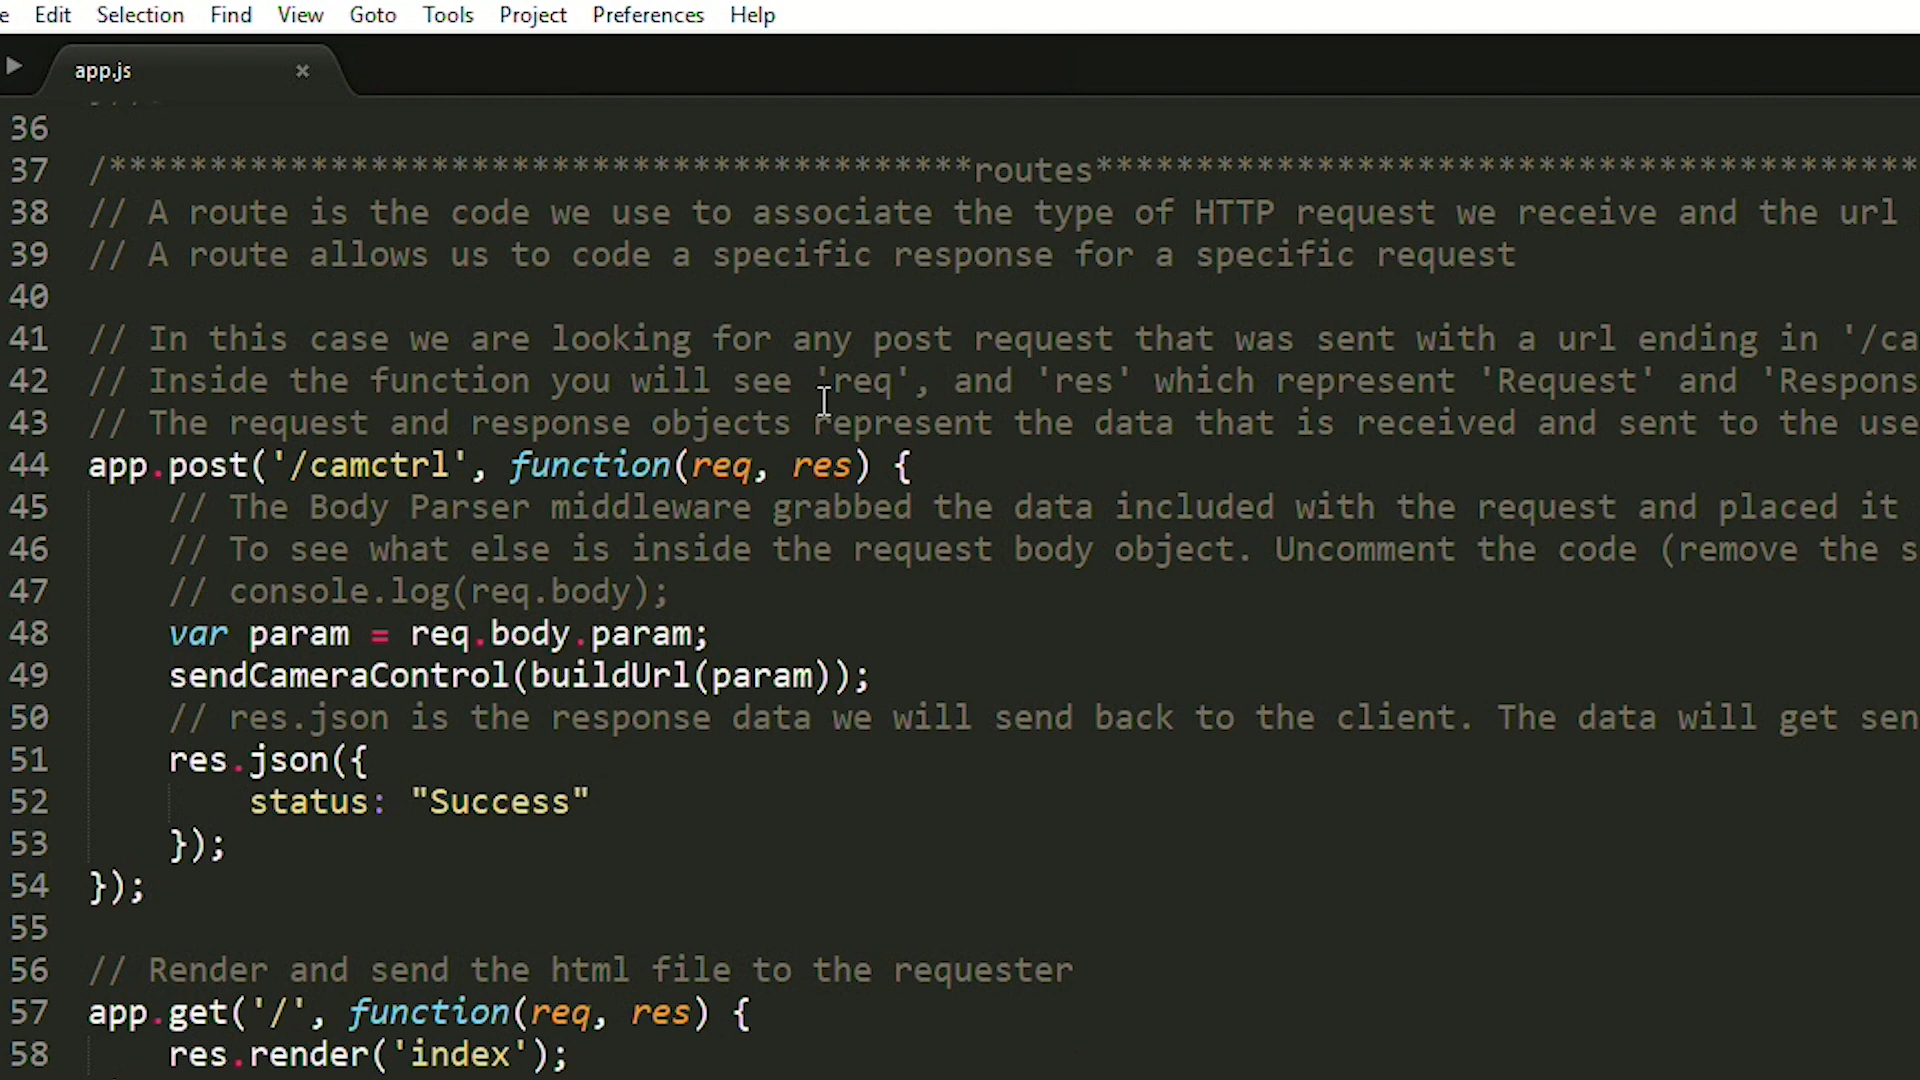 Edit Selection Find View Goto Tools Project Preferences Help
app.js ×
36
37 /*******************************************routes*****************************************
38 // A route is the code we use to associate the type of HTTP request we receive and the url
39 // A route allows us to code a specific response for a specific request
40
41 // In this case we are looking for any post request that was sent with a url ending in '/ca
42 // Inside the function you will see 'req', and 'res' which represent 'Request' and 'Respons
43 // The request and response objects represent the data that is received and sent to the use
44 app.post('/camctrl', function(req, res) {
45 // The Body Parser middleware grabbed the data included with the request and placed it
46 // To see what else is inside the request body object. Uncomment the code (remove the s
47 // console.log(req.body);
48 var param = req.body.param;
49 sendCameraControl(buildUrl(param));
50 // res.json is the response data we will send back to the client. The data will get sen
51 res.json({
52 status: "Success"
53 });
54 });
55
56 // Render and send the html file to the requester
57 app.get('/', function(req, res) {
58 res.render('index');